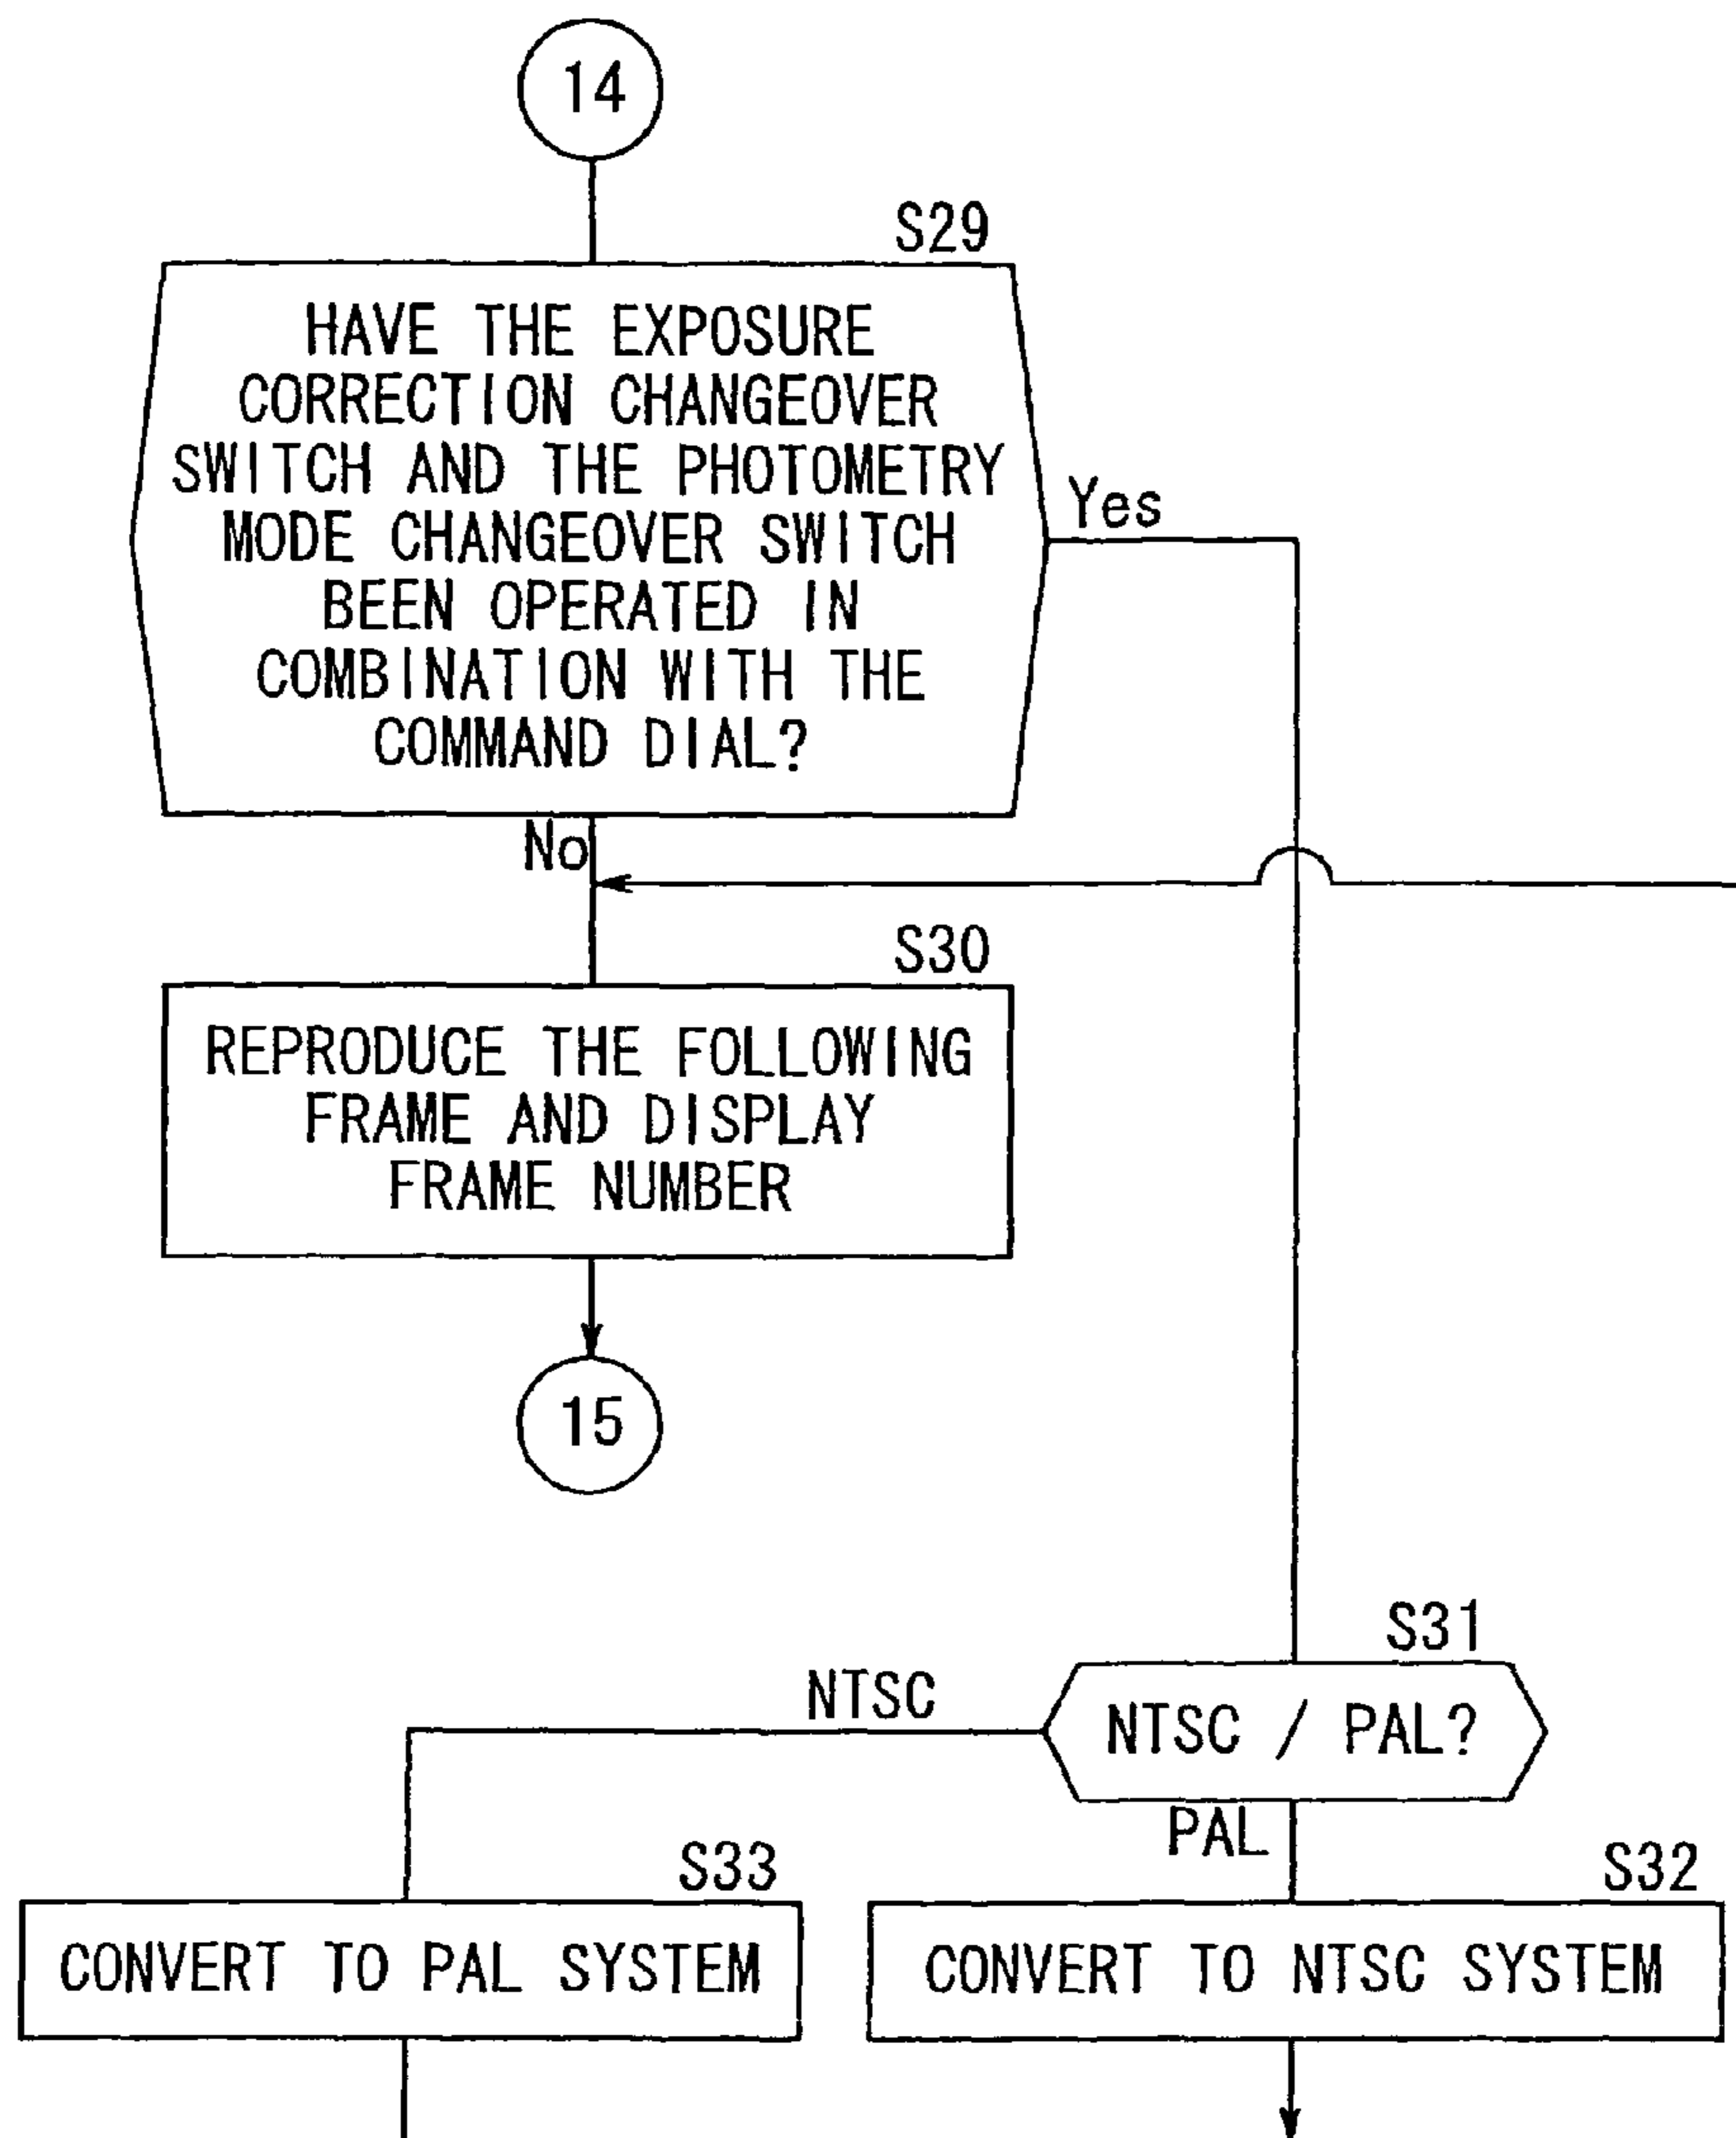 14
S29
HAVE THE EXPOSURE
CORRECTION CHANGEOVER
SWITCH AND THE PHOTOMETRY
MODE CHANGEOVER SWITCH
BEEN OPERATED IN
COMBINATION WITH THE
COMMAND DIAL?
Yes
No
S30
REPRODUCE THE FOLLOWING
FRAME AND DISPLAY
FRAME NUMBER
15
S31
NTSC / PAL?
NTSC
PAL
S33
CONVERT TO PAL SYSTEM
S32
CONVERT TO NTSC SYSTEM